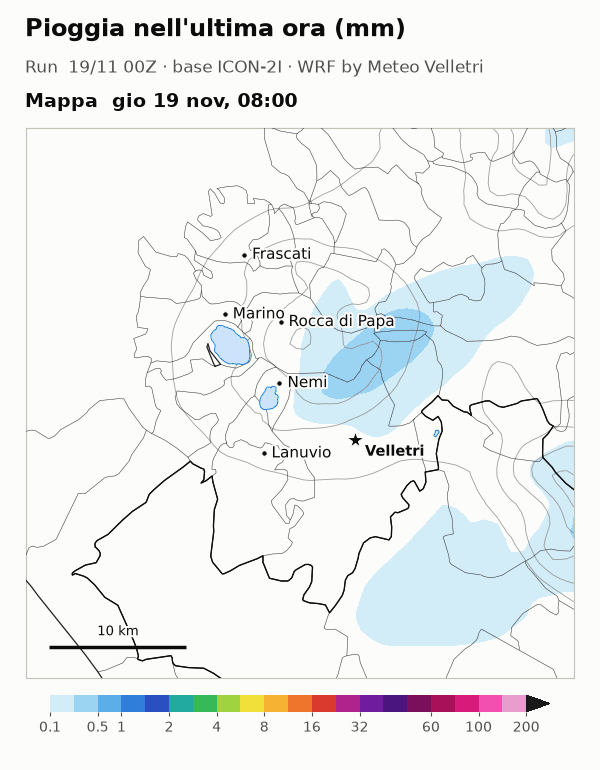 Pioggia nell'ultima ora (mm)
Run 19/11 00Z · base ICON-2I · WRF by Meteo Velletri
Mappa gio 19 nov, 08:00
Frascati
Marino
Rocca di Papa
Nemi
Velletri
Lanuvio
10 km
0.1 0.5 1 2 4 8 16 32 60 100 200